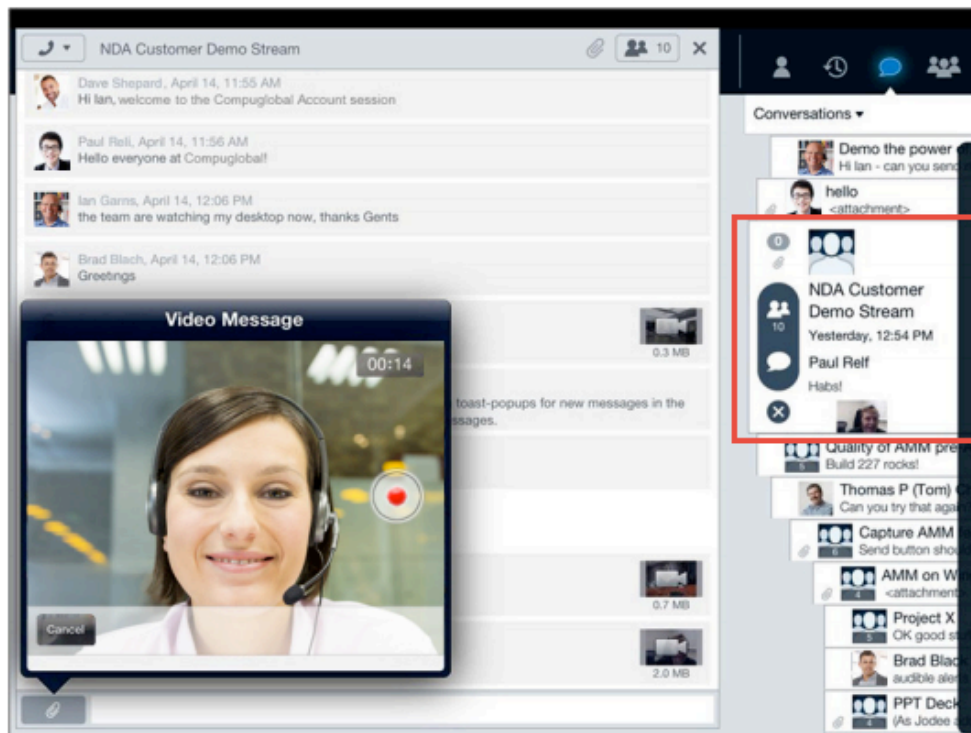 NDA Customer Demo Stream
10
Dave Shepard, April 14, 11:55 AM
Hi Ian, welcome to the Compuglobal Account session
Paul Reli, April 14, 11:56 AM
Hello everyone at Compuglobal!
Ian Garns, April 14, 12:06 PM
the team are watching my desktop now, thanks Gents
Brad Blach, April 14, 12:06 PM
Greetings
Video Message
00:14
Cancel
0.3 MB
toast-popups for new messages in the
ssages.
0.7 MB
2.0 MB
Conversations
Demo the power
Hi Ian - can you send
hello
<attachment>
0
NDA Customer
Demo Stream
10
Yesterday, 12:54 PM
Paul Relf
Habs!
Quality of AMM pre
5
Build 227 rocks!
Thomas P (Tom)
Can you try that again
Capture AMM
6
Send button shou
AMM on Win
4
<attachment
Project X
5
OK good st
Brad Blac
audible aler
PPT Deck
4
(As Jodee